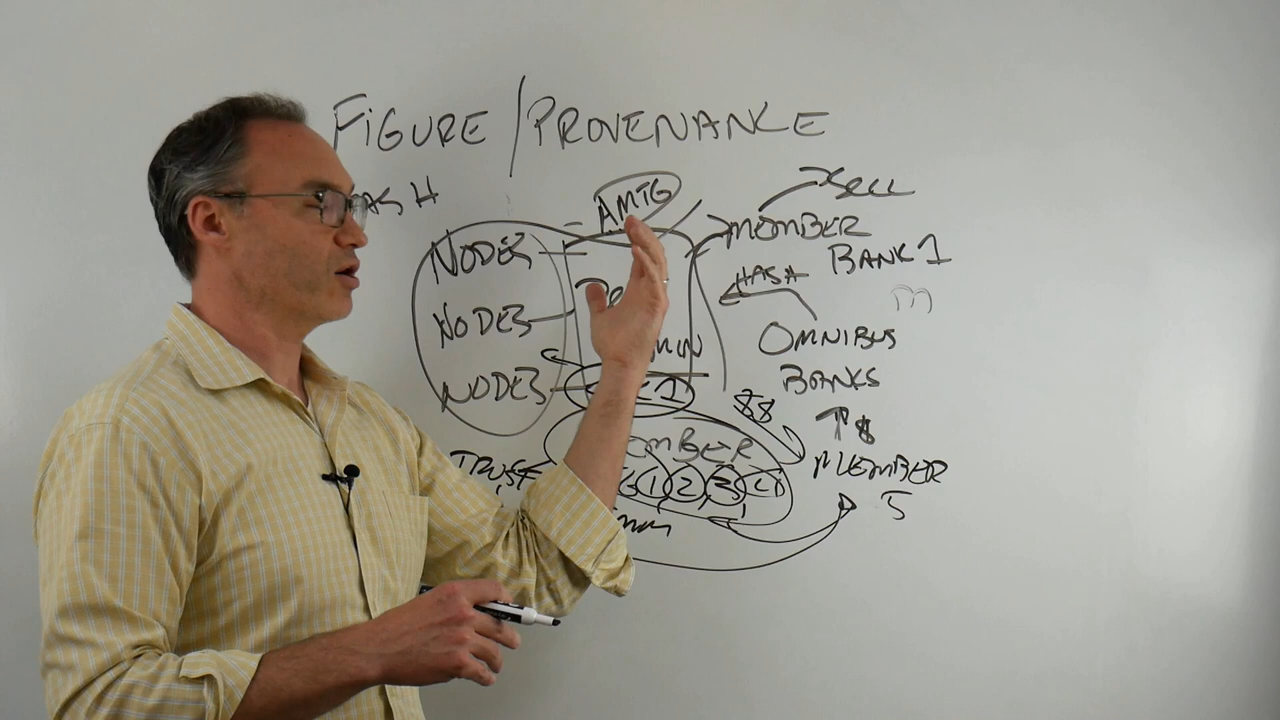 FIGURE / PROVENANCE
HASH
AMTG
SELL
MEMBER
BANK 1
NODES
HASH
NODES
OMNIBUS
BANKS
NODES
$$
↑ $
MEMBER
MEMBER
5
TRUST
1 2 3